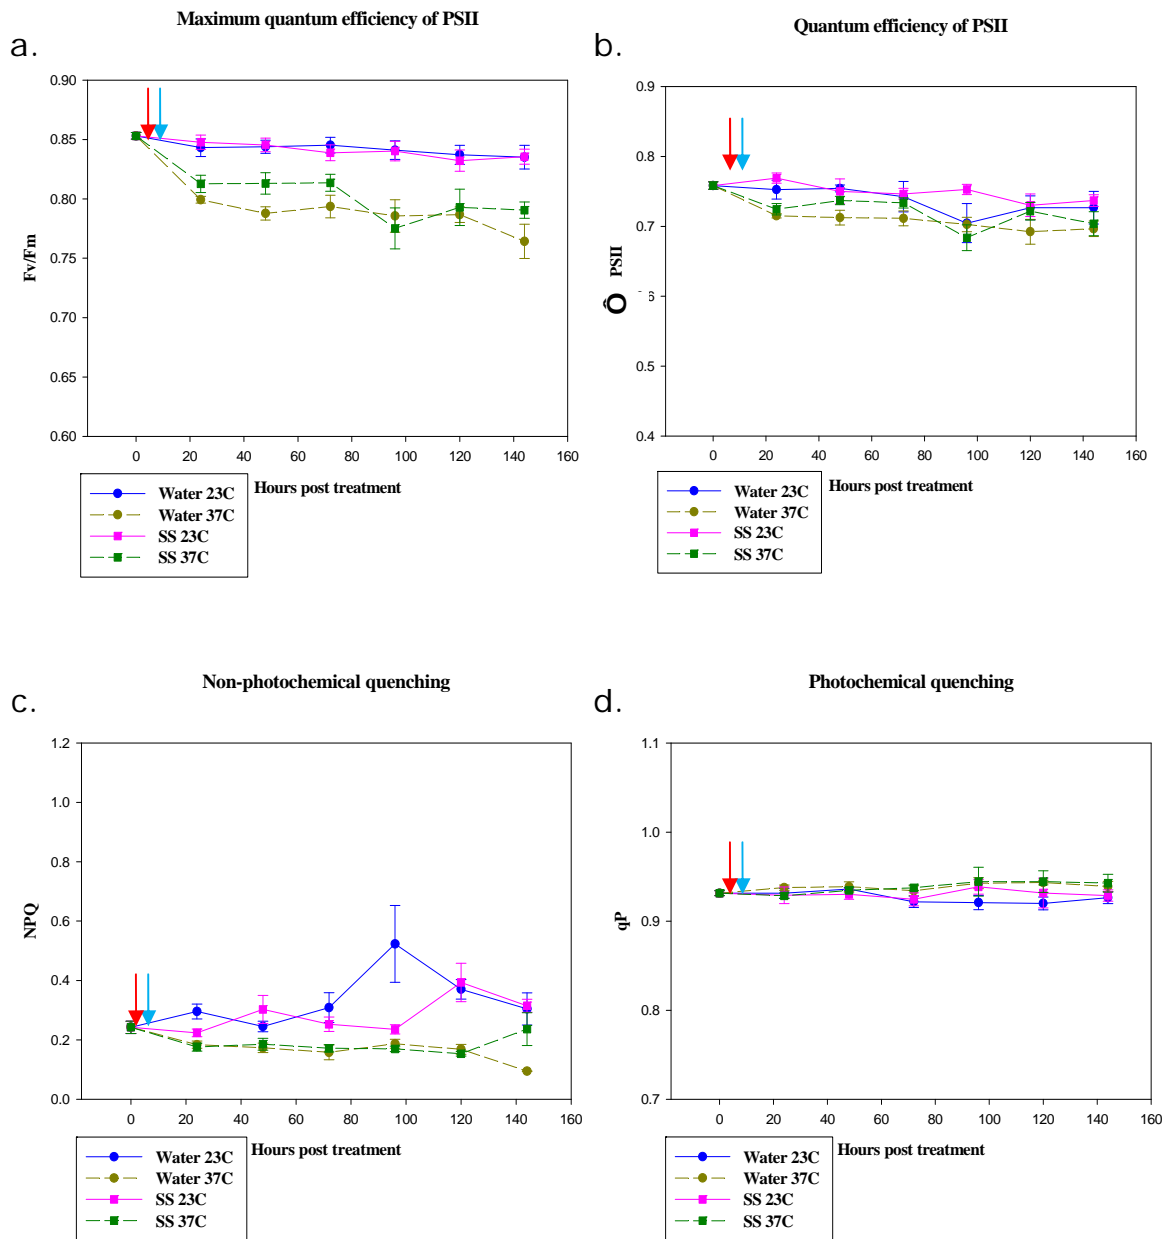 Maximum quantum efficiency of PSII
a.
0.90
0.85
0.80
0.75
0.70
0.65
0.60
Fv/Fm
0 20 40 60 80 100 120 140 160
Hours post treatment
Water 23C
Water 37C
SS 23C
SS 37C
Quantum efficiency of PSII
b.
0.9
0.8
0.7
6
0.5
0.4
Ô PSII
0 20 40 60 80 100 120 140 160
Hours post treatment
Water 23C
Water 37C
SS 23C
SS 37C
Non-photochemical quenching
c.
1.2
1.0
0.8
0.6
0.4
0.2
0.0
NPQ
0 20 40 60 80 100 120 140 160
Hours post treatment
Water 23C
Water 37C
SS 23C
SS 37C
Photochemical quenching
d.
1.1
1.0
0.9
0.8
0.7
qP
0 20 40 60 80 100 120 140 160
Hours post treatment
Water 23C
Water 37C
SS 23C
SS 37C